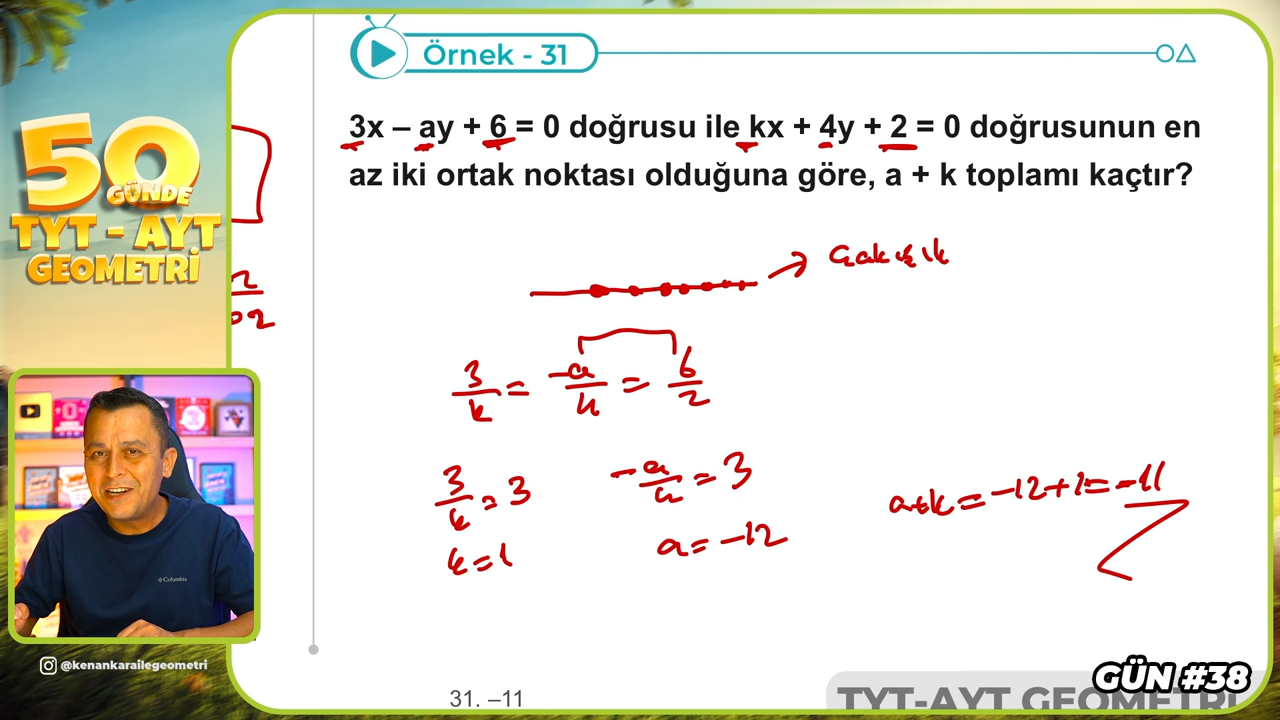 Örnek - 31
3x – ay + 6 = 0 doğrusu ile kx + 4y + 2 = 0 doğrusunun en
az iki ortak noktası olduğuna göre, a + k toplamı kaçtır?
50
GÜNDE
TYT - AYT
GEOMETRİ
çakışık
3/k = -a/4 = 6/2
3/k = 3
-a/4 = 3
k = 1
a = -12
a+k = -12+1 = -11
Columbia
@kenankarailegeometri
31. –11
TYT-AYT GEOMETRİ
GÜN #38